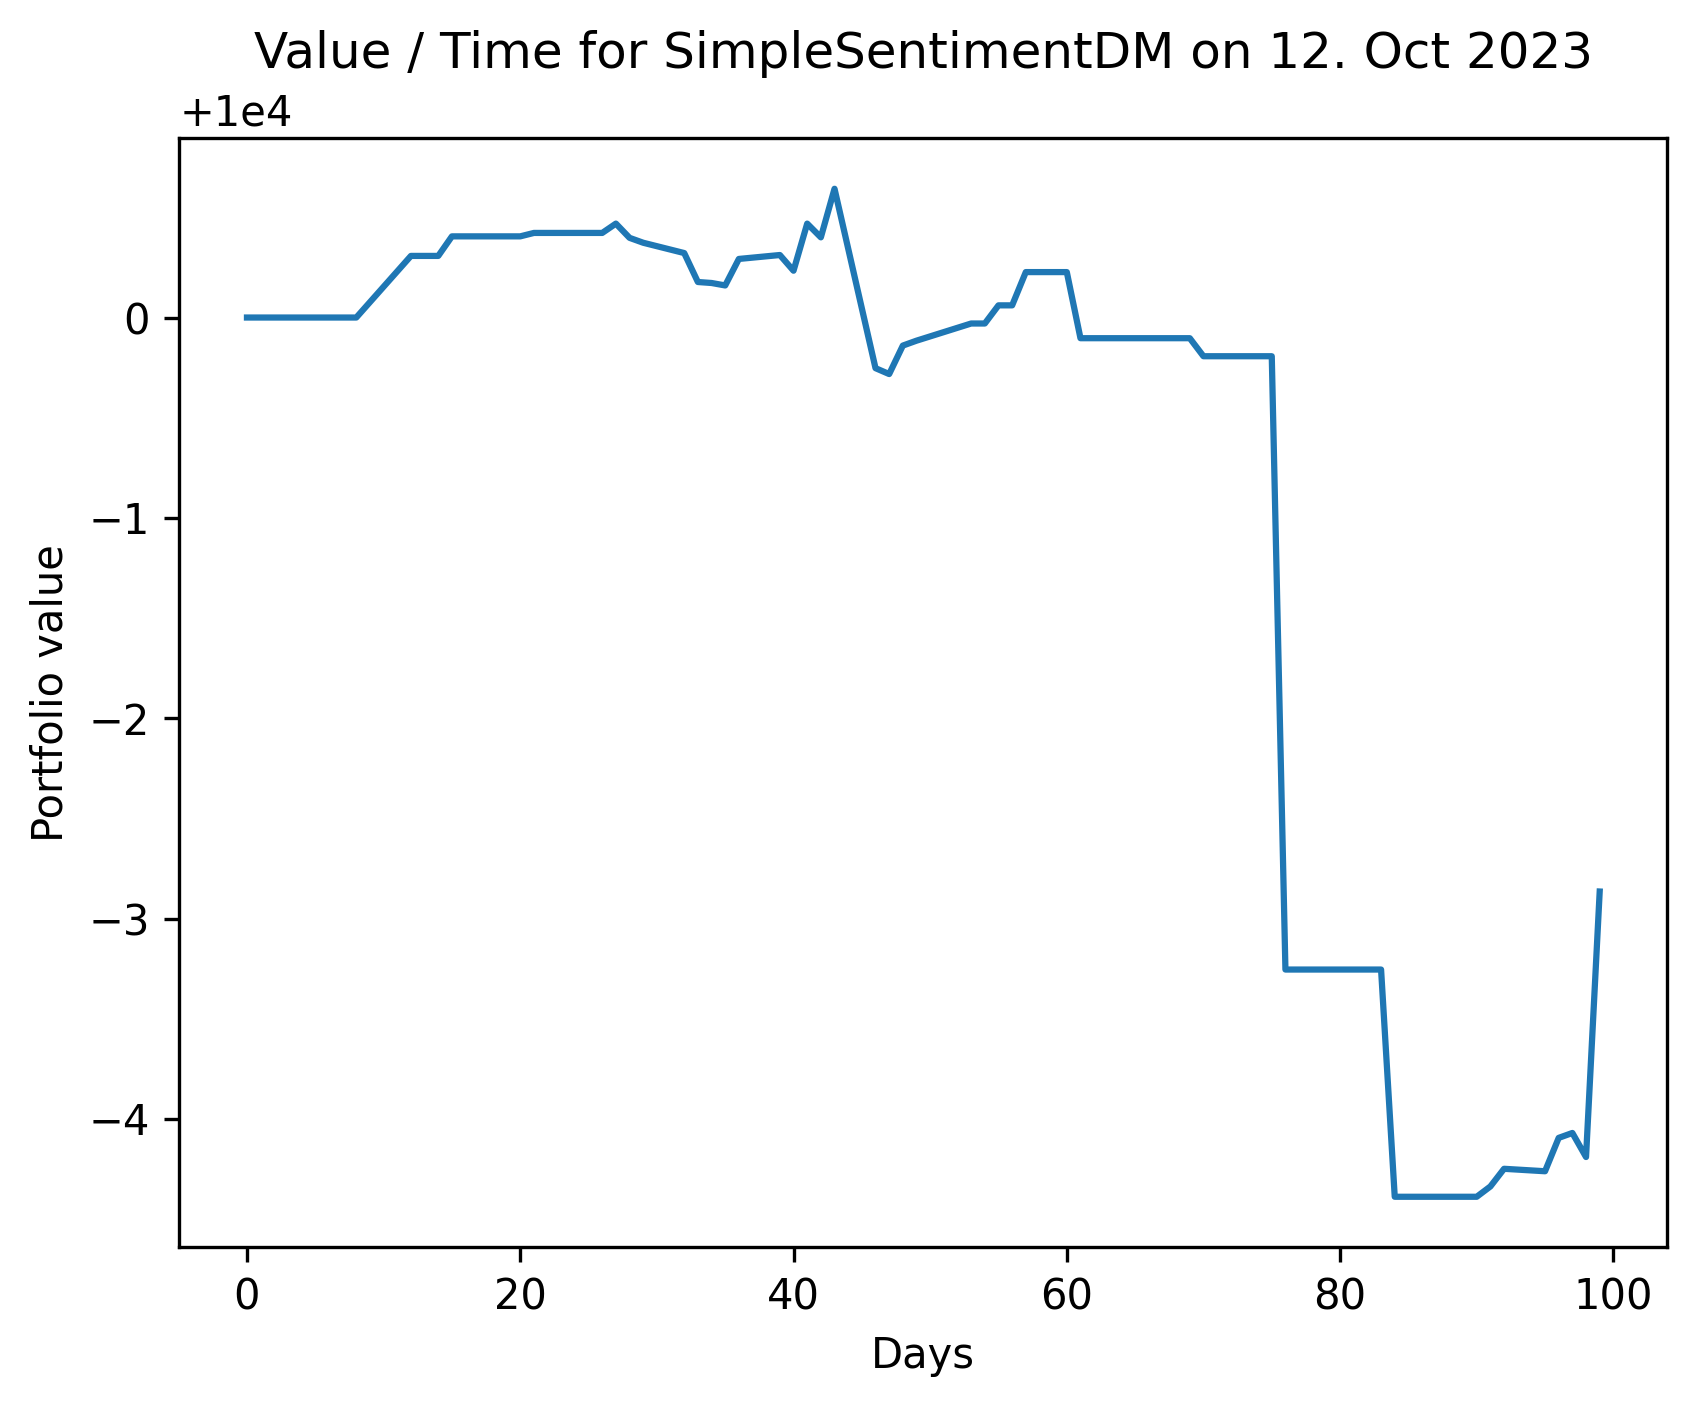 Value / Time for SimpleSentimentDM on 12. Oct 2023
+1e4
0
−1
−2
−3
−4
Portfolio value
0 20 40 60 80 100
Days